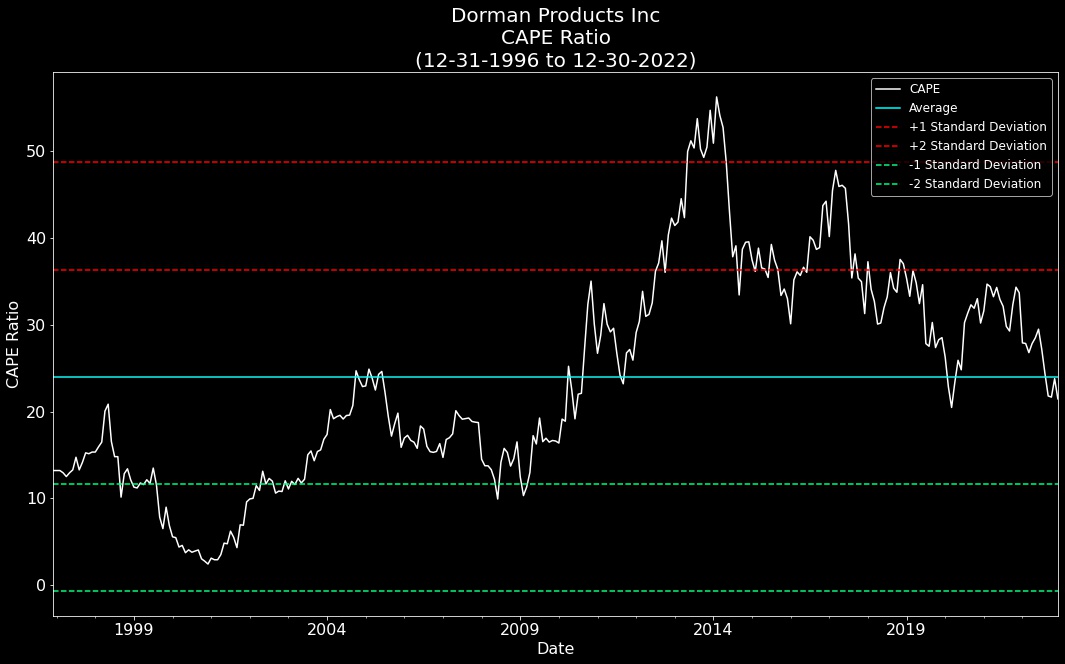 Dorman Products Inc
CAPE Ratio
(12-31-1996 to 12-30-2022)
CAPE
Average
+1 Standard Deviation
+2 Standard Deviation
-1 Standard Deviation
-2 Standard Deviation
CAPE Ratio
50
40
30
20
10
0
1999
2004
2009
2014
2019
Date